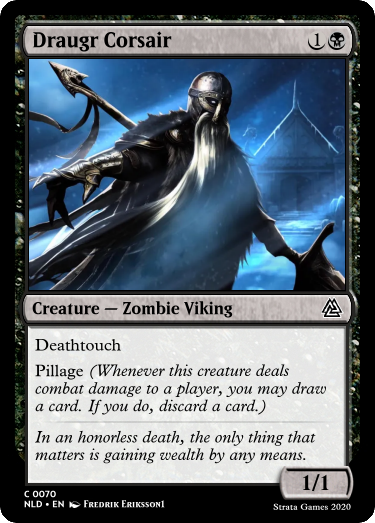 Draugr Corsair 1
Creature — Zombie Viking
Deathtouch
Pillage (Whenever this creature deals
combat damage to a player, you may draw
a card. If you do, discard a card.)
In an honorless death, the only thing that
matters is gaining wealth by any means.
1/1
C 0070
NLD • EN Fredrik Eriksson1
Strata Games 2020